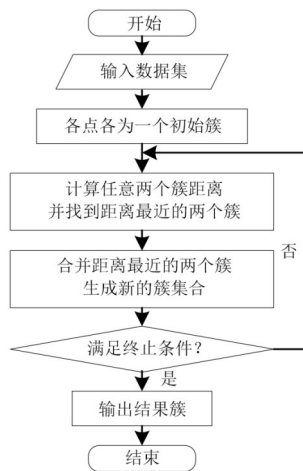 开始
输入数据集
各点各为一个初始簇
计算任意两个簇距离
并找到距离最近的两个簇
合并距离最近的两个簇
生成新的簇集合
否
满足终止条件？
是
输出结果簇
结束